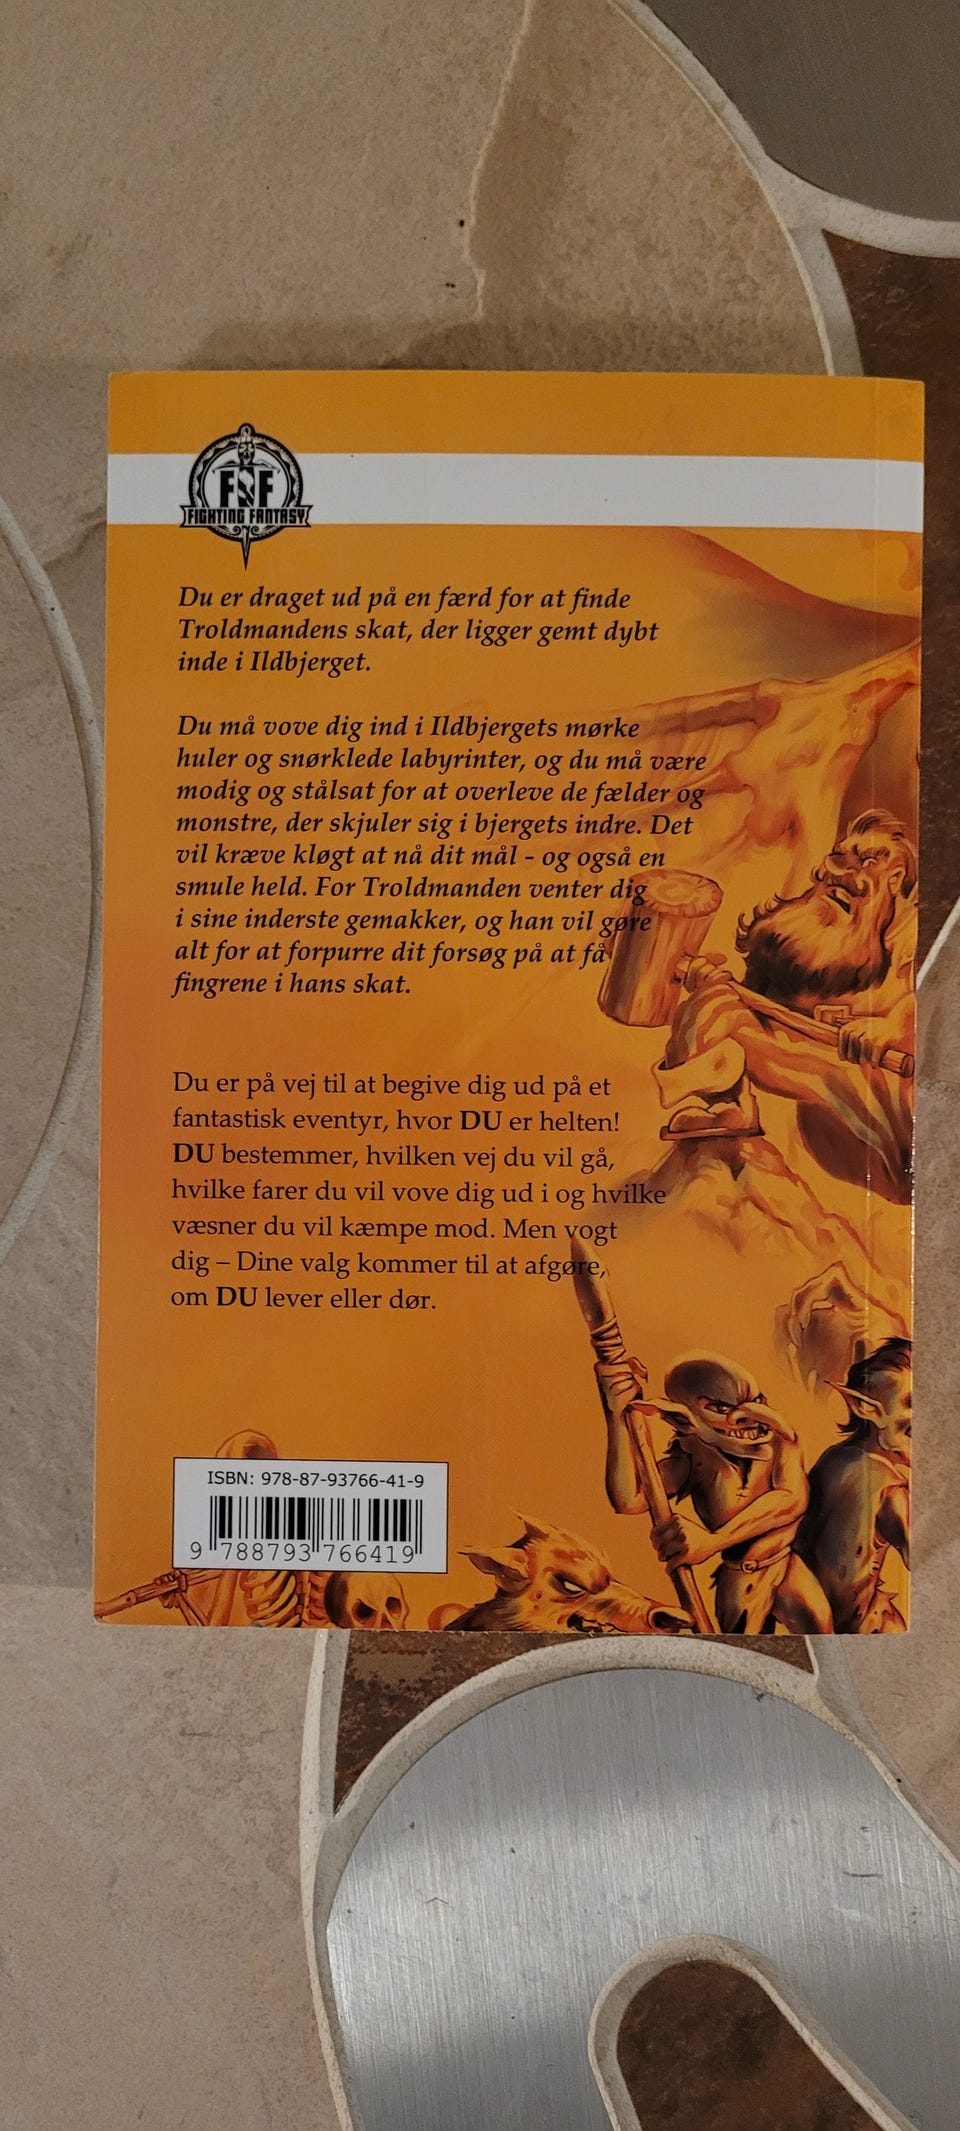 FF
FIGHTING FANTASY
Du er draget ud på en færd for at finde
Troldmandens skat, der ligger gemt dybt
inde i Ildbjerget.
Du må vove dig ind i Ildbjergets mørke
huler og snørklede labyrinter, og du må være
modig og stålsat for at overleve de fælder og
monstre, der skjuler sig i bjergets indre. Det
vil kræve kløgt at nå dit mål - og også en
smule held. For Troldmanden venter dig
i sine inderste gemakker, og han vil gøre
alt for at forpurre dit forsøg på at få
fingrene i hans skat.
Du er på vej til at begive dig ud på et
fantastisk eventyr, hvor DU er helten!
DU bestemmer, hvilken vej du vil gå,
hvilke farer du vil vove dig ud i og hvilke
væsner du vil kæmpe mod. Men vogt
dig – Dine valg kommer til at afgøre,
om DU lever eller dør.
ISBN: 978-87-93766-41-9
9 788793 766419